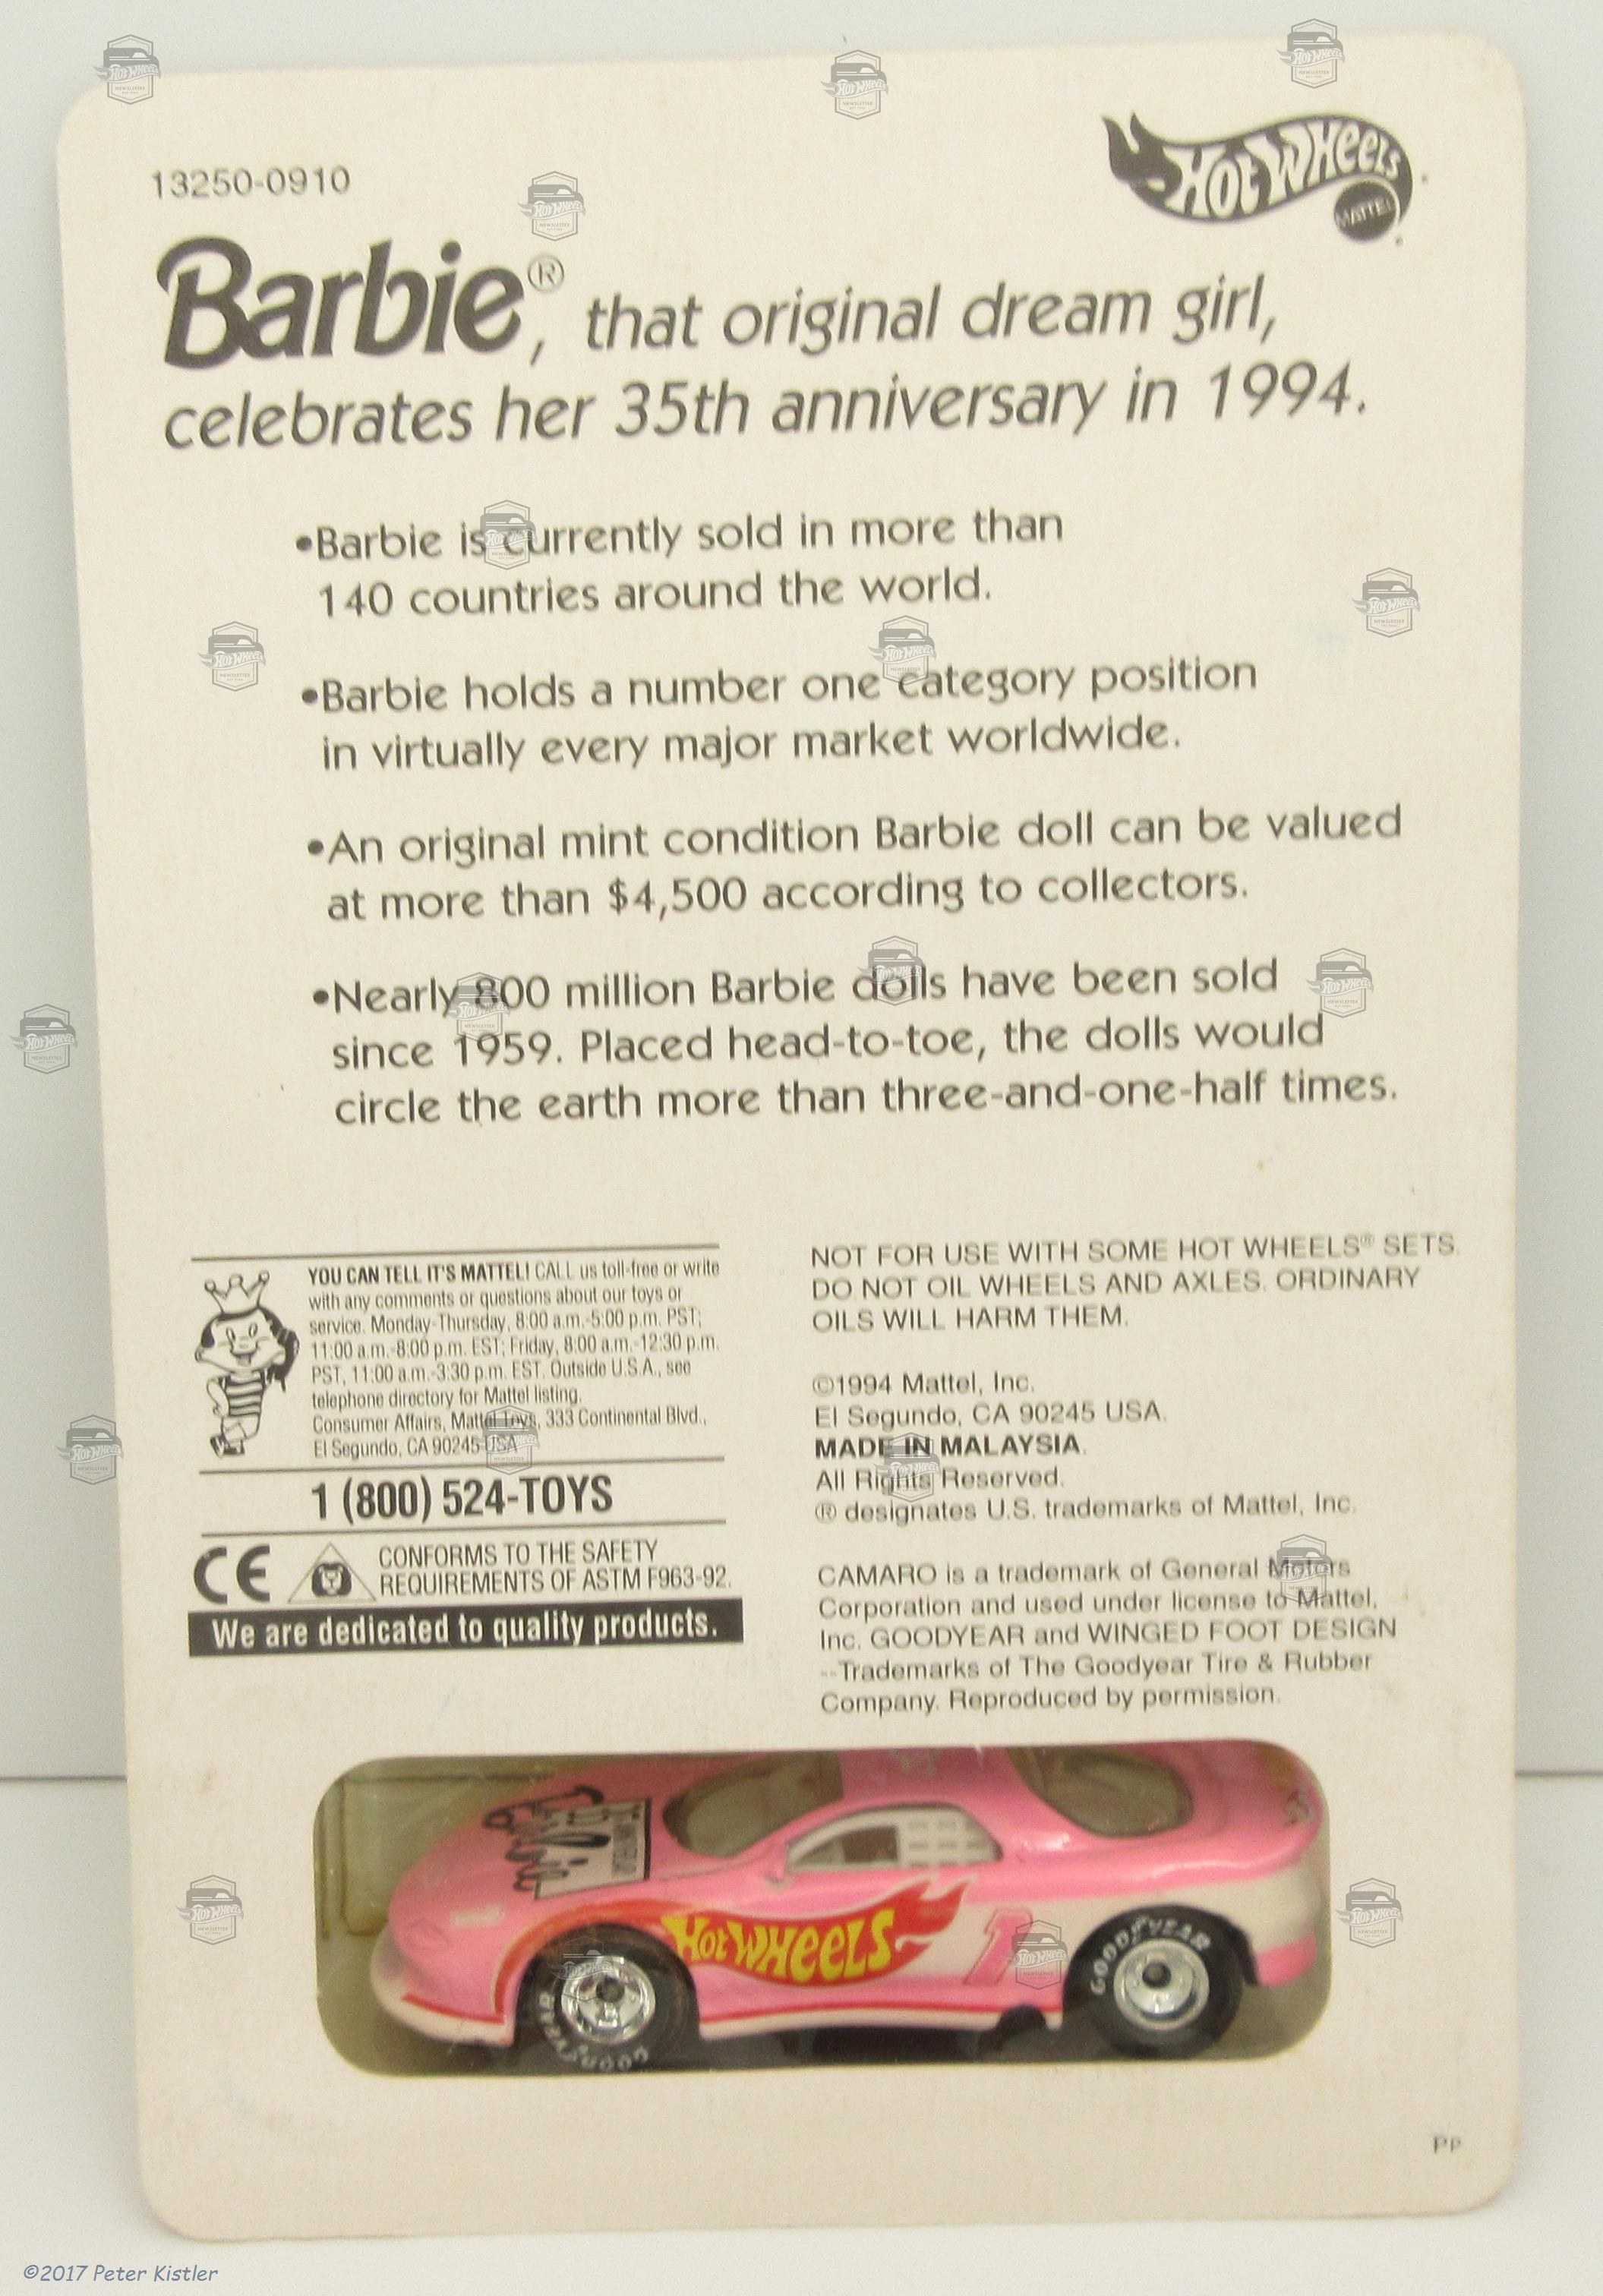 13250-0910
HOT WHEELS
MATTEL
Barbie®, that original dream girl,
celebrates her 35th anniversary in 1994.
•Barbie is currently sold in more than
140 countries around the world.
•Barbie holds a number one category position
in virtually every major market worldwide.
•An original mint condition Barbie doll can be valued
at more than $4,500 according to collectors.
•Nearly 800 million Barbie dolls have been sold
since 1959. Placed head-to-toe, the dolls would
circle the earth more than three-and-one-half times.
YOU CAN TELL IT'S MATTEL! CALL us toll-free or write
with any comments or questions about our toys or
service. Monday-Thursday, 8:00 a.m.-5:00 p.m. PST;
11:00 a.m.-8:00 p.m. EST; Friday, 8:00 a.m.-12:30 p.m.
PST, 11:00 a.m.-3:30 p.m. EST. Outside U.S.A., see
telephone directory for Mattel listing.
Consumer Affairs, Mattel Toys, 333 Continental Blvd.,
El Segundo, CA 90245 USA
1 (800) 524-TOYS
CE
CONFORMS TO THE SAFETY
REQUIREMENTS OF ASTM F963-92.
We are dedicated to quality products.
NOT FOR USE WITH SOME HOT WHEELS® SETS.
DO NOT OIL WHEELS AND AXLES. ORDINARY
OILS WILL HARM THEM.
©1994 Mattel, Inc.
El Segundo, CA 90245 USA.
MADE IN MALAYSIA.
All Rights Reserved.
® designates U.S. trademarks of Mattel, Inc.
CAMARO is a trademark of General Motors
Corporation and used under license to Mattel,
Inc. GOODYEAR and WINGED FOOT DESIGN
--Trademarks of The Goodyear Tire & Rubber
Company. Reproduced by permission.
HOT WHEELS
1
GOODYEAR
GOODYEAR
PP
©2017 Peter Kistler